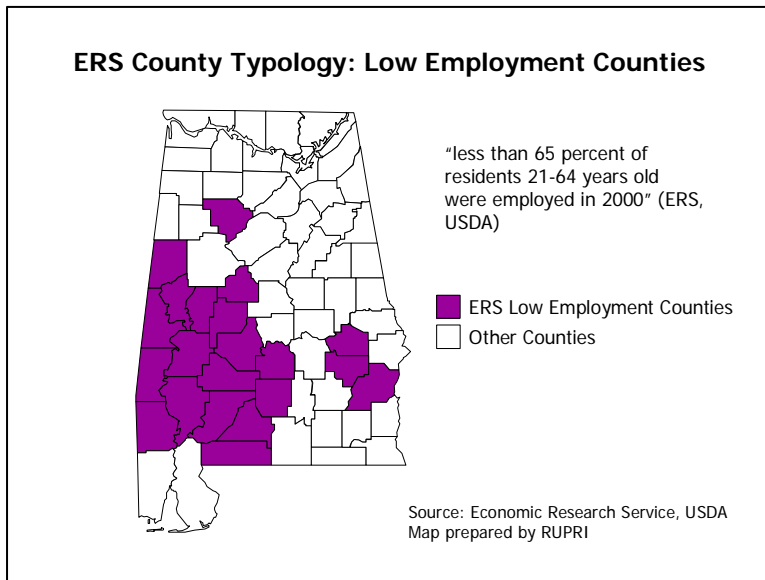 ERS County Typology: Low Employment Counties
"less than 65 percent of
residents 21-64 years old
were employed in 2000" (ERS,
USDA)
ERS Low Employment Counties
Other Counties
Source: Economic Research Service, USDA
Map prepared by RUPRI